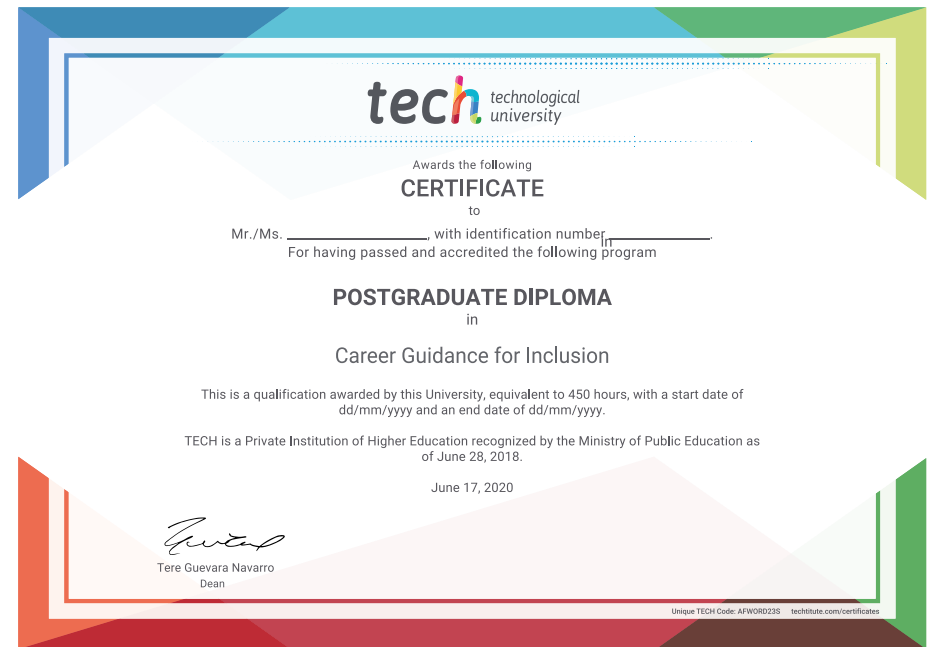 tech technological
university
Awards the following
CERTIFICATE
to
Mr./Ms. ____________________, with identification number ______________.
in
For having passed and accredited the following program
POSTGRADUATE DIPLOMA
in
Career Guidance for Inclusion
This is a qualification awarded by this University, equivalent to 450 hours, with a start date of
dd/mm/yyyy and an end date of dd/mm/yyyy.
TECH is a Private Institution of Higher Education recognized by the Ministry of Public Education as
of June 28, 2018.
June 17, 2020
Tere Guevara Navarro
Dean
Unique TECH Code: AFWORD23S techtitute.com/certificates